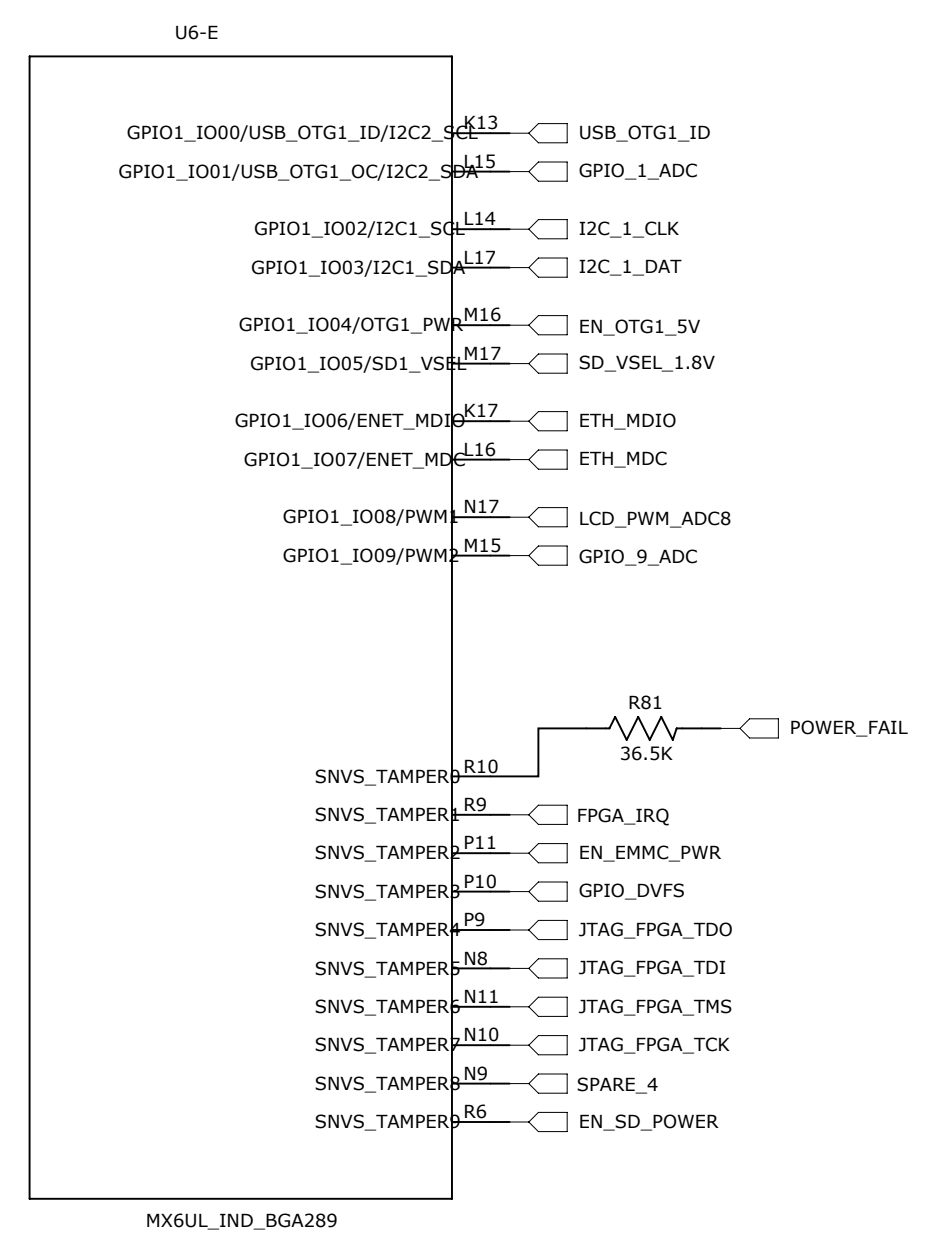 U6-E
GPIO1_IO00/USB_OTG1_ID/I2C2_SCL K13 USB_OTG1_ID
GPIO1_IO01/USB_OTG1_OC/I2C2_SDA L15 GPIO_1_ADC
GPIO1_IO02/I2C1_SCL L14 I2C_1_CLK
GPIO1_IO03/I2C1_SDA L17 I2C_1_DAT
GPIO1_IO04/OTG1_PWR M16 EN_OTG1_5V
GPIO1_IO05/SD1_VSEL M17 SD_VSEL_1.8V
GPIO1_IO06/ENET_MDIO K17 ETH_MDIO
GPIO1_IO07/ENET_MDC L16 ETH_MDC
GPIO1_IO08/PWM1 N17 LCD_PWM_ADC8
GPIO1_IO09/PWM2 M15 GPIO_9_ADC
R81
POWER_FAIL
36.5K
SNVS_TAMPER0 R10
SNVS_TAMPER1 R9 FPGA_IRQ
SNVS_TAMPER2 P11 EN_EMMC_PWR
SNVS_TAMPER3 P10 GPIO_DVFS
SNVS_TAMPER4 P9 JTAG_FPGA_TDO
SNVS_TAMPER5 N8 JTAG_FPGA_TDI
SNVS_TAMPER6 N11 JTAG_FPGA_TMS
SNVS_TAMPER7 N10 JTAG_FPGA_TCK
SNVS_TAMPER8 N9 SPARE_4
SNVS_TAMPER9 R6 EN_SD_POWER
MX6UL_IND_BGA289